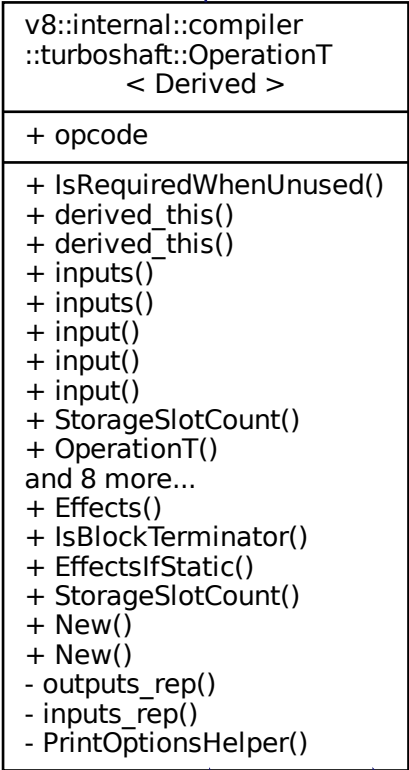 v8::internal::compiler
::turboshaft::OperationT
< Derived >
+ opcode
+ IsRequiredWhenUnused()
+ derived_this()
+ derived_this()
+ inputs()
+ inputs()
+ input()
+ input()
+ input()
+ StorageSlotCount()
+ OperationT()
and 8 more...
+ Effects()
+ IsBlockTerminator()
+ EffectsIfStatic()
+ StorageSlotCount()
+ New()
+ New()
- outputs_rep()
- inputs_rep()
- PrintOptionsHelper()